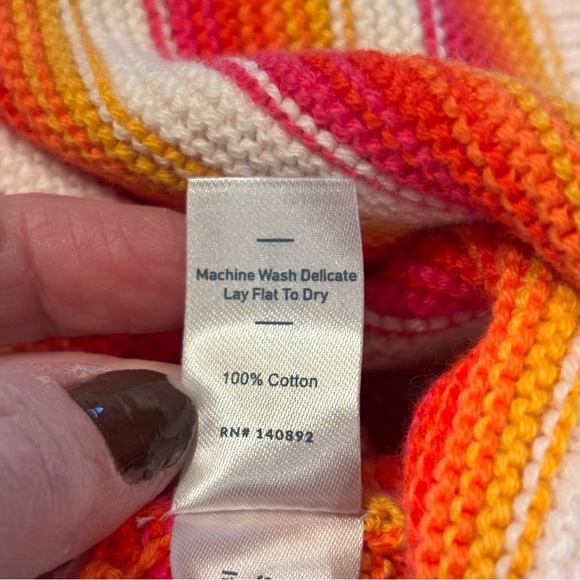 Machine Wash Delicate
Lay Flat To Dry
100% Cotton
RN# 140892